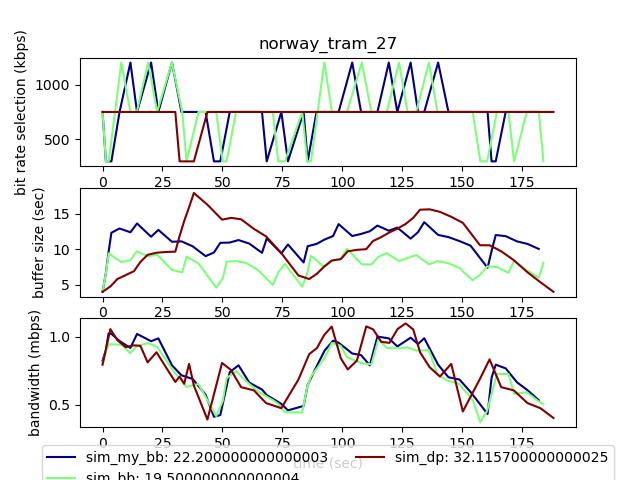 norway_tram_27
bit rate selection (kbps)
1000
500
0 25 50 75 100 125 150 175
buffer size (sec)
15
10
5
0 25 50 75 100 125 150 175
bandwidth (mbps)
1.0
0.5
0 25 50 75 100 125 150 175
time (sec)
sim_my_bb: 22.200000000000003
sim_dp: 32.115700000000025
sim_bb: 19.500000000000004